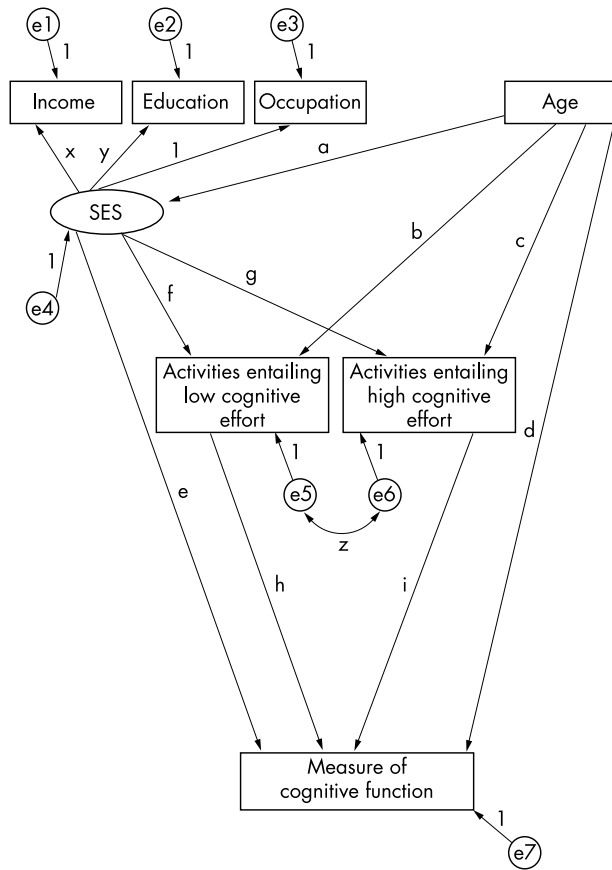 e1
e2
e3
1
1
1
Income
Education
Occupation
Age
x
y
1
a
SES
b
c
1
g
f
e4
Activities entailing
low cognitive
effort
Activities entailing
high cognitive
effort
d
1
1
e
e5
e6
z
h
i
Measure of
cognitive function
1
e7